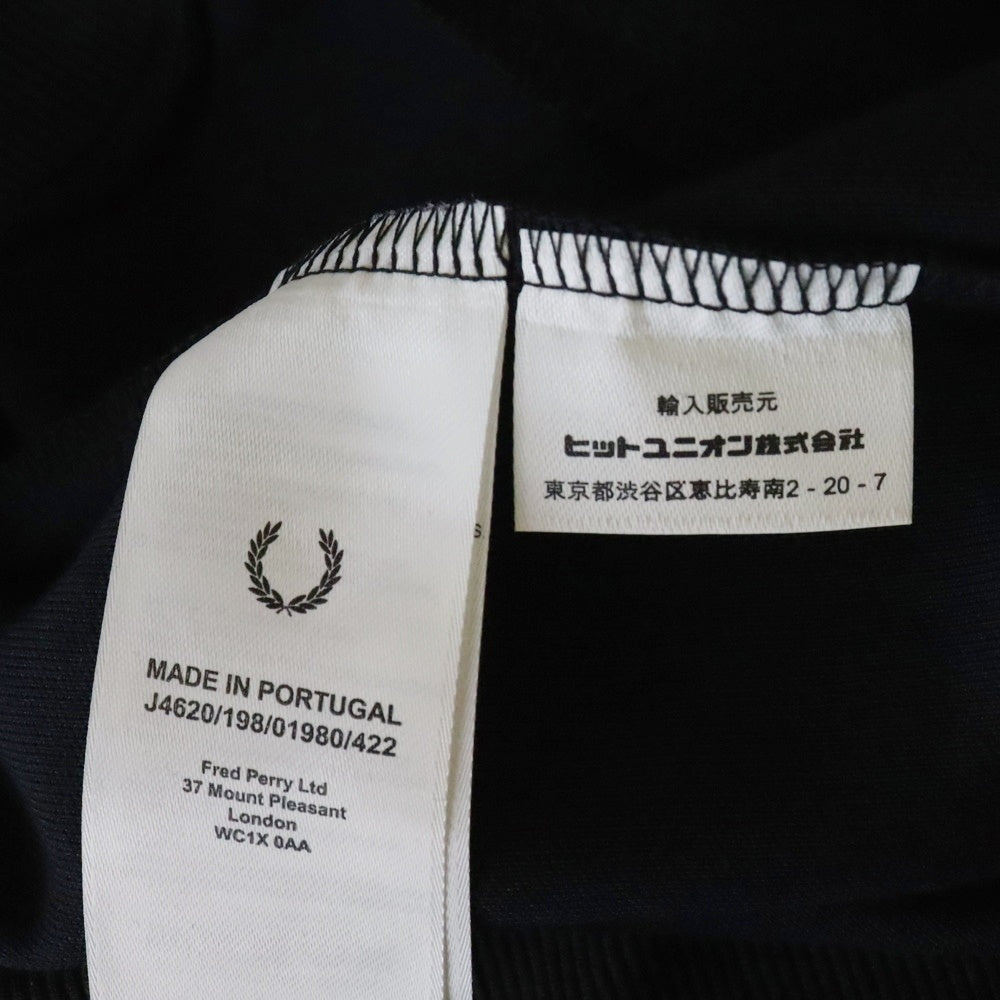 MADE IN PORTUGAL
J4620/198/01980/422
Fred Perry Ltd
37 Mount Pleasant
London
WC1X 0AA
輸入販売元
ヒットユニオン株式会社
東京都渋谷区恵比寿南2-20-7